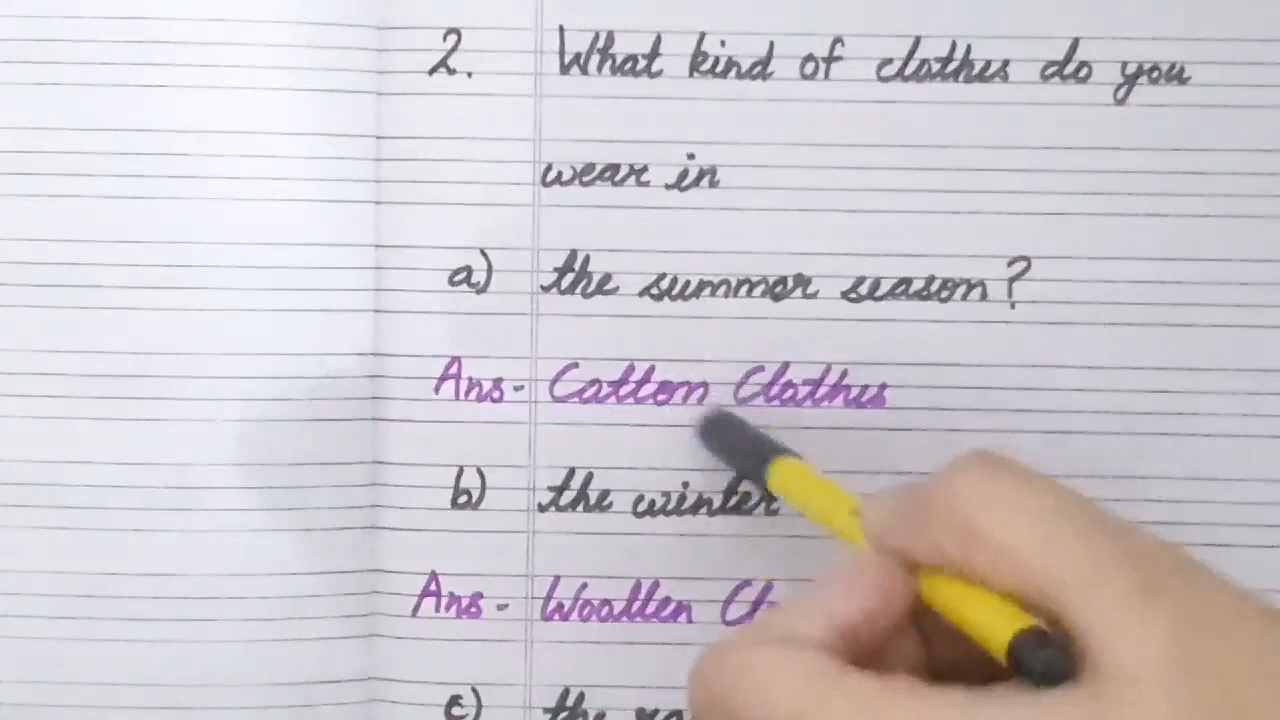 2. What kind of clothes do you
wear in
a) the summer season?
Ans- Cotton Clothes
b) the winter
Ans- Woollen
c) the